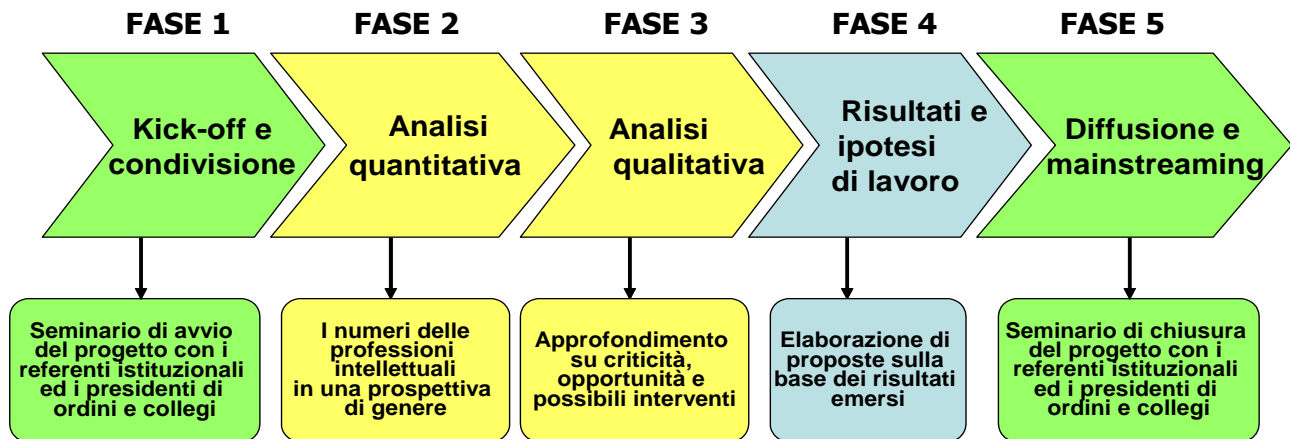 FASE 1
FASE 2
FASE 3
FASE 4
FASE 5
Kick-off e
condivisione
Analisi
quantitativa
Analisi
qualitativa
Risultati e
ipotesi
di lavoro
Diffusione e
mainstreaming
Seminario di avvio
del progetto con i
referenti istituzionali
ed i presidenti di
ordini e collegi
I numeri delle
professioni
intellettuali
in una prospettiva
di genere
Approfondimento
su criticità,
opportunità e
possibili interventi
Elaborazione di
proposte sulla
base dei risultati
emersi
Seminario di chiusura
del progetto con i
referenti istituzionali
ed i presidenti di
ordini e collegi